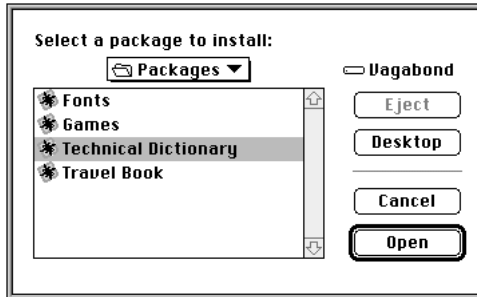 Select a package to install:
Packages
Vagabond
Fonts
Games
Technical Dictionary
Travel Book
Eject
Desktop
Cancel
Open